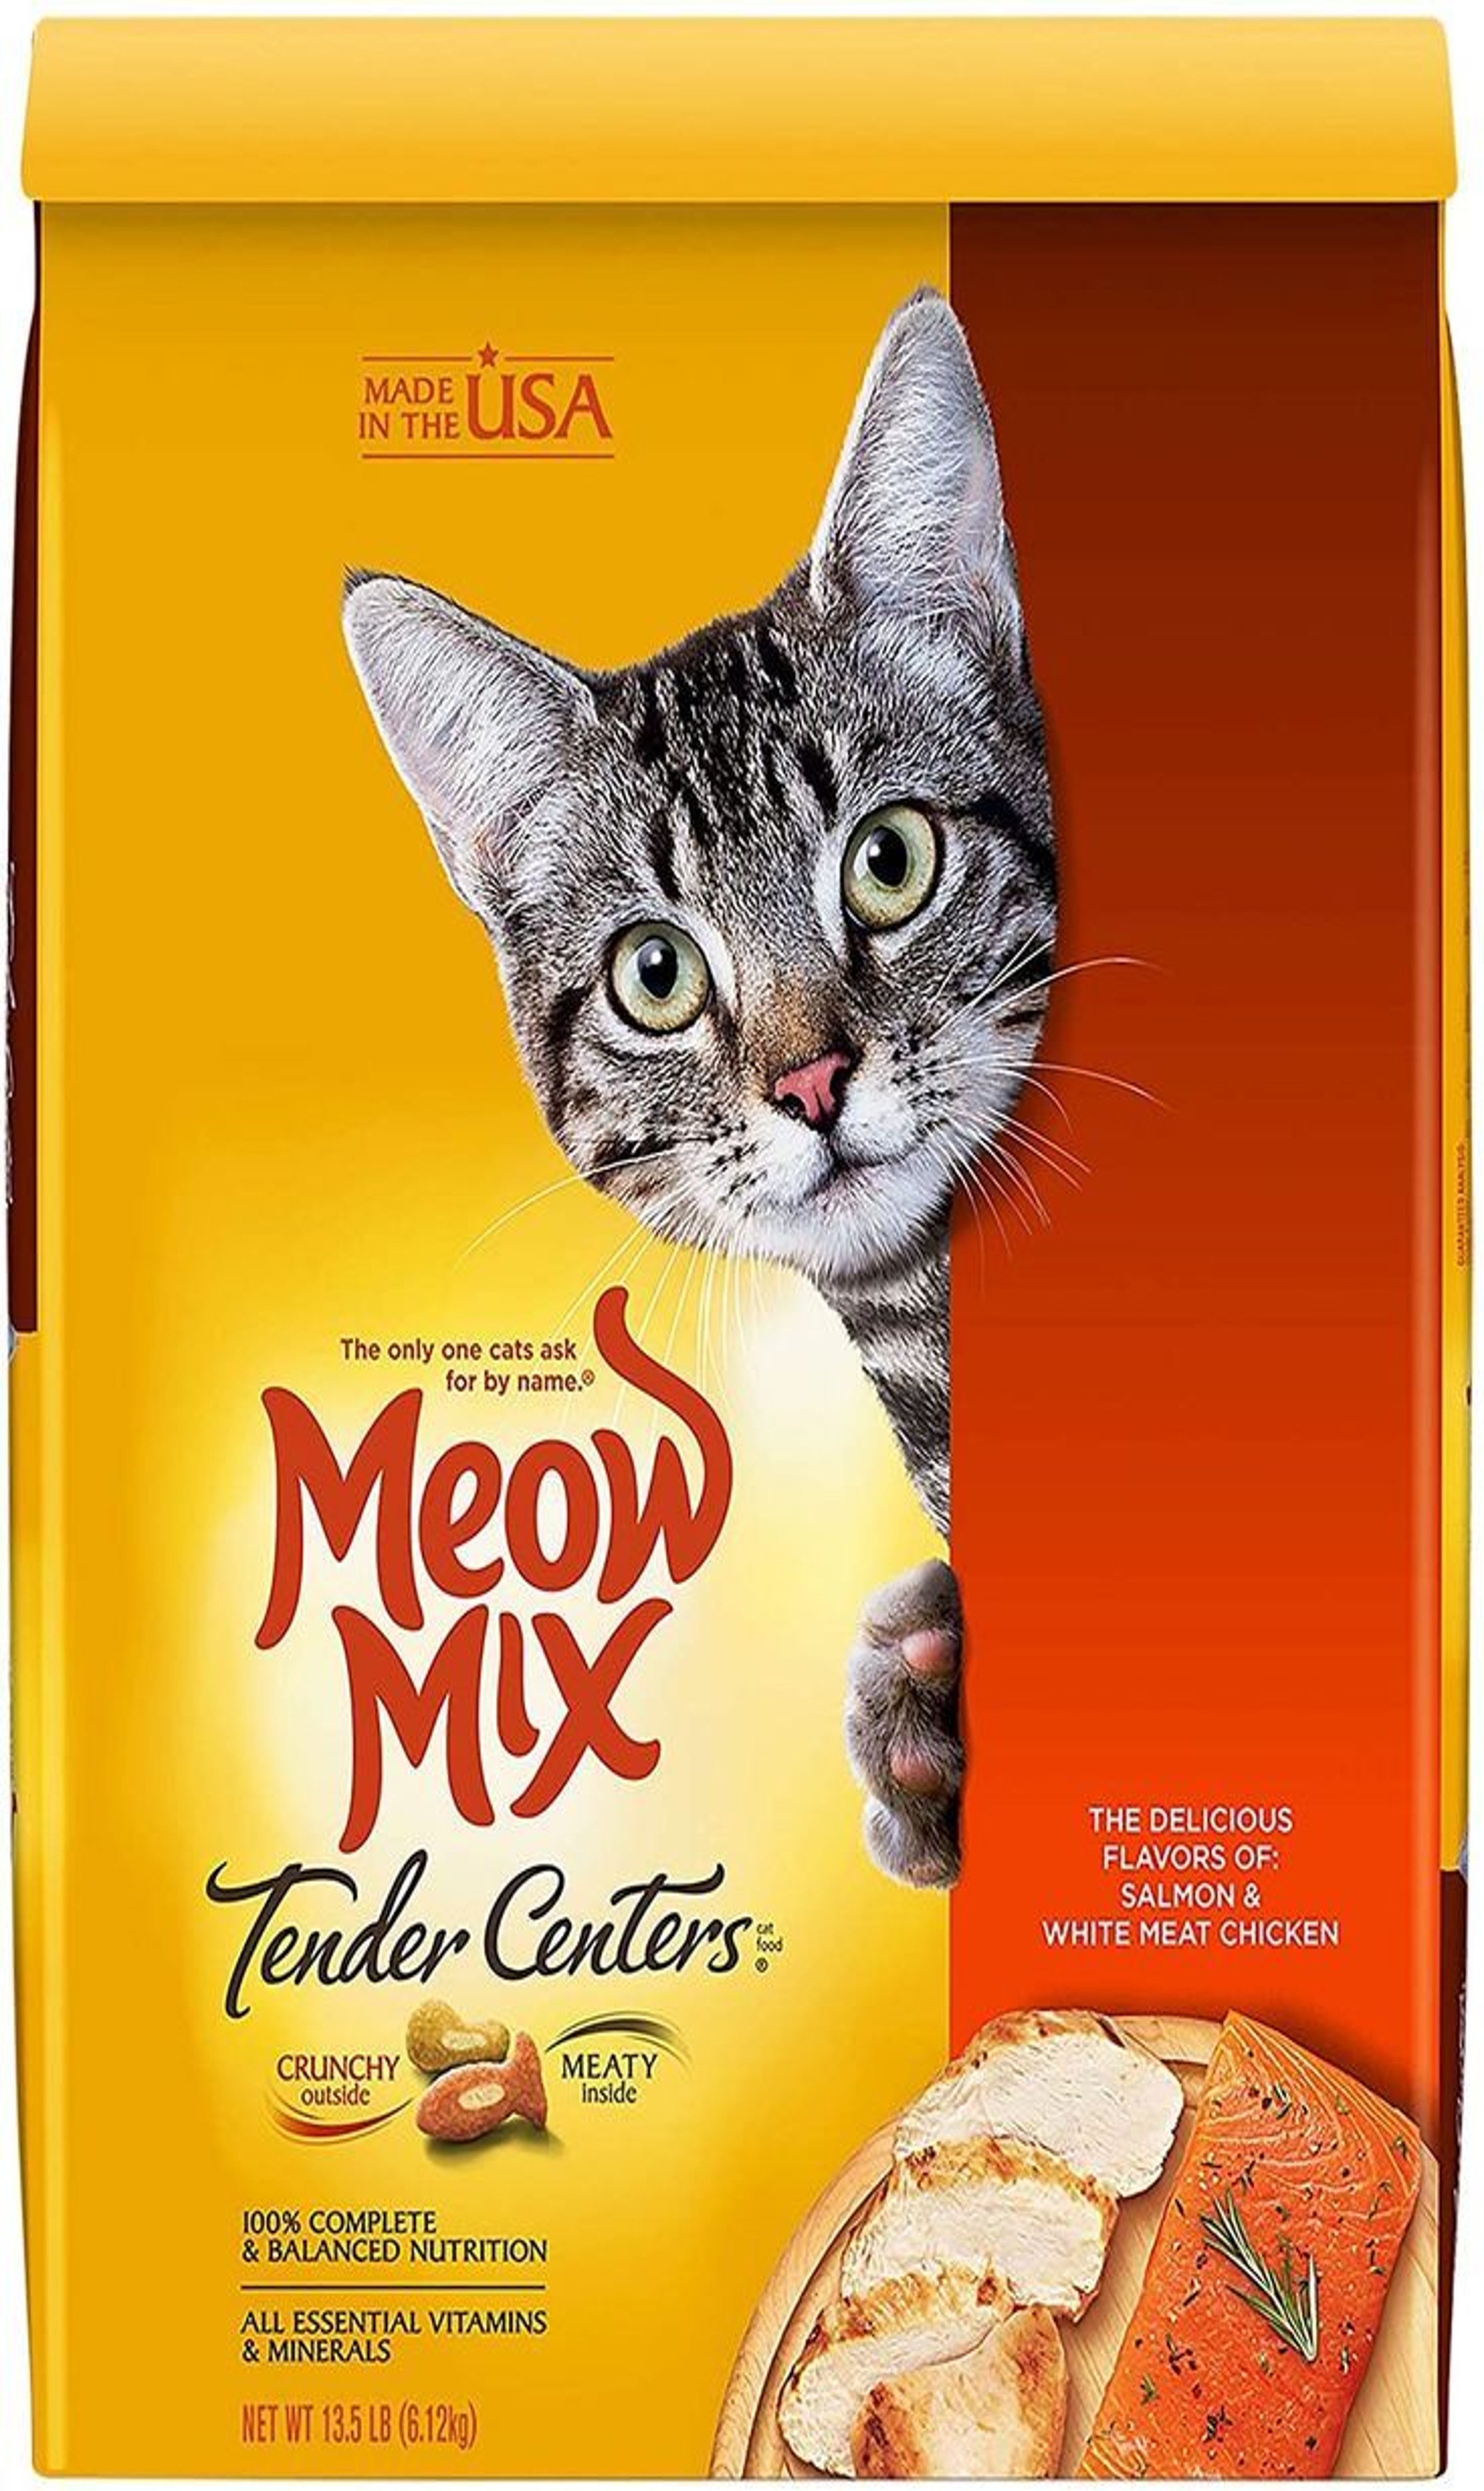 MADE
IN THE USA
The only one cats ask
for by name.®
Meow
Mix
Tender Centers®
cat
food
CRUNCHY
outside
MEATY
inside
100% COMPLETE
& BALANCED NUTRITION
ALL ESSENTIAL VITAMINS
& MINERALS
NET WT 13.5 LB (6.12kg)
THE DELICIOUS
FLAVORS OF:
SALMON &
WHITE MEAT CHICKEN